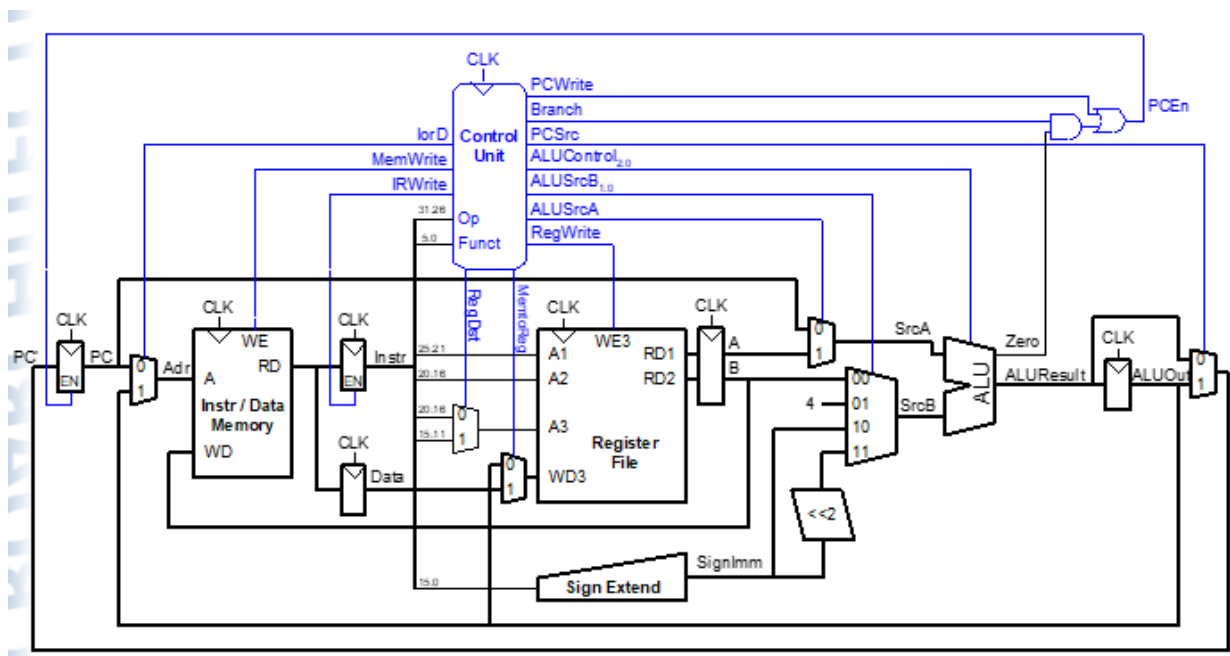 CLK
PCWrite
Branch
PCEn
IorD
Control
Unit
PCSrc
MemWrite
ALUControl2:0
IRWrite
ALUSrcB1:0
ALUSrcA
31:26
Op
RegWrite
5:0
Funct
RegDst
MemtoReg
CLK
CLK
CLK
CLK
CLK
CLK
PC'
PC
EN
0
1
Adr
WE
A
RD
Instr / Data
Memory
WD
EN
Instr
CLK
Data
25:21
20:16
20:16
15:11
0
1
0
1
A1
A2
A3
WD3
WE3
RD1
RD2
Register
File
A
B
0
1
SrcA
4
00
01
10
11
SrcB
<<2
ALU
Zero
ALUResult
ALUOut
0
1
15:0
Sign Extend
SignImm